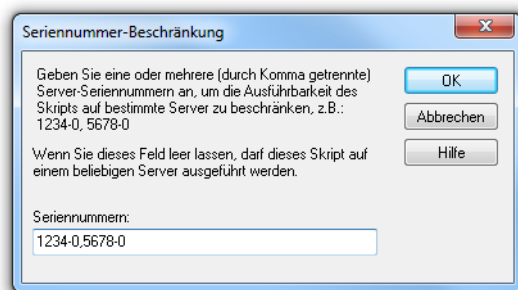 Seriennummer-Beschränkung
Geben Sie eine oder mehrere (durch Komma getrennte)
Server-Seriennummern an, um die Ausführbarkeit des
Skripts auf bestimmte Server zu beschränken, z.B.:
1234-0, 5678-0
Wenn Sie dieses Feld leer lassen, darf dieses Skript auf
einem beliebigen Server ausgeführt werden.
Seriennummern:
1234-0,5678-0
OK
Abbrechen
Hilfe